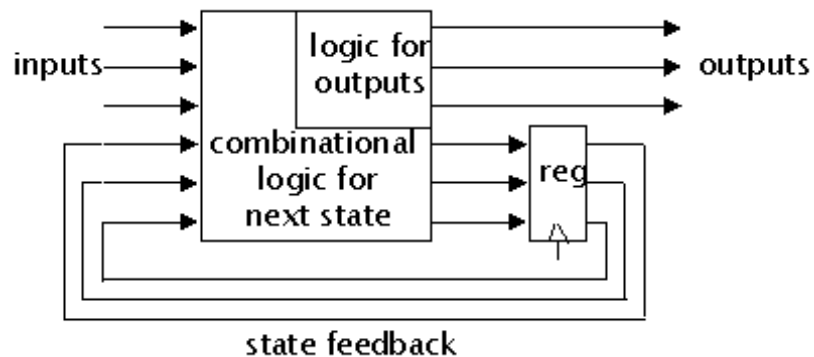 logic for
outputs
inputs
outputs
combinational
logic for
next state
reg
state feedback